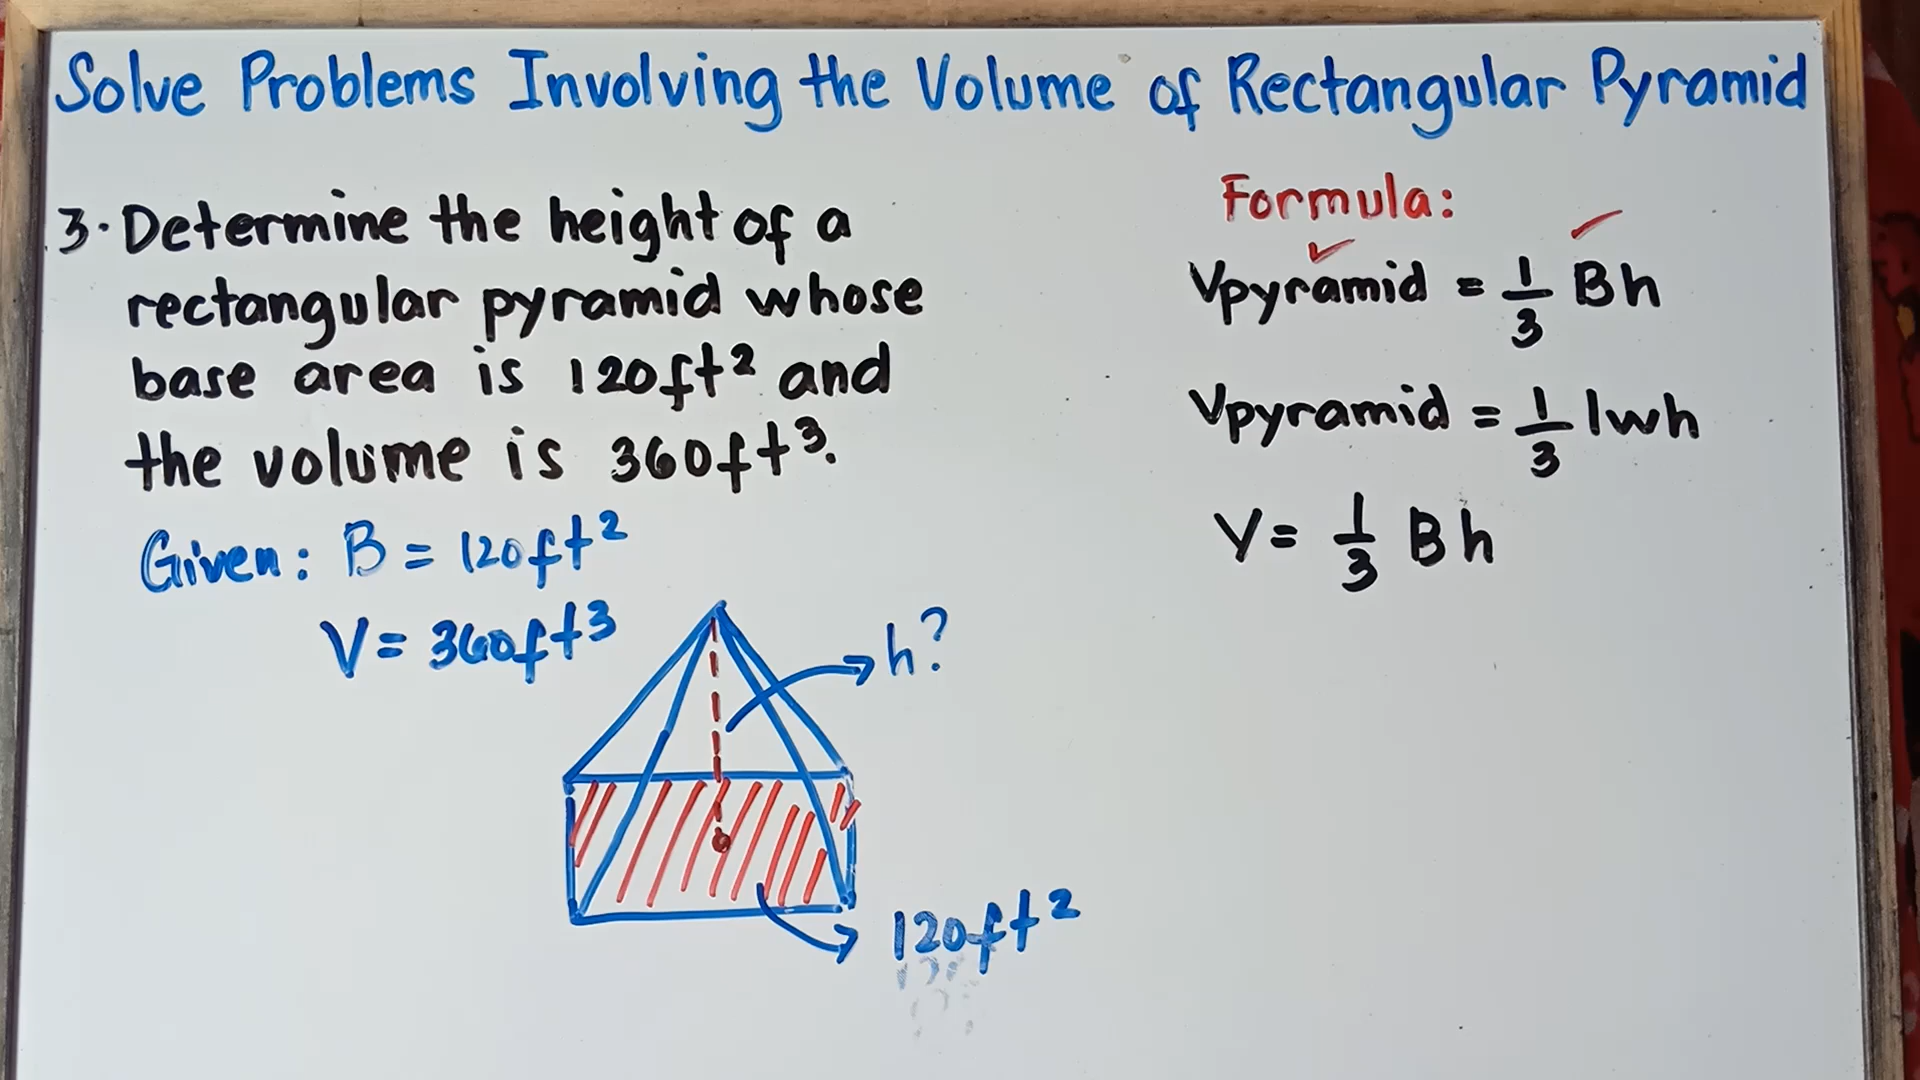 Solve Problems Involving the Volume of Rectangular Pyramid
3. Determine the height of a
rectangular pyramid whose
base area is 120ft²  and
the volume is 360ft³.
Given: B = 120ft²
V = 360ft³
h?
120ft²
Formula:
Vpyramid = 1/3 Bh
Vpyramid = 1/3 lwh
V = 1/3 Bh